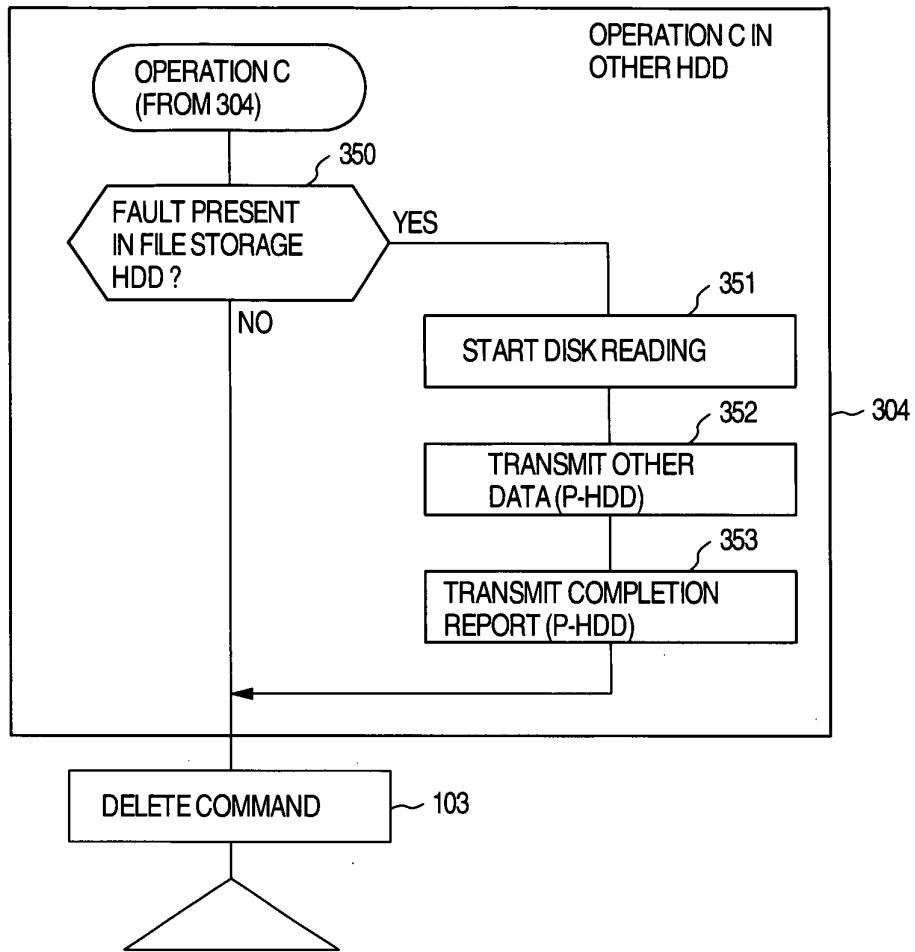 OPERATION C IN
OTHER HDD
OPERATION C
(FROM 304)
350
FAULT PRESENT
IN FILE STORAGE
HDD ?
YES
NO
351
START DISK READING
352
TRANSMIT OTHER
DATA (P-HDD)
304
353
TRANSMIT COMPLETION
REPORT (P-HDD)
DELETE COMMAND
103